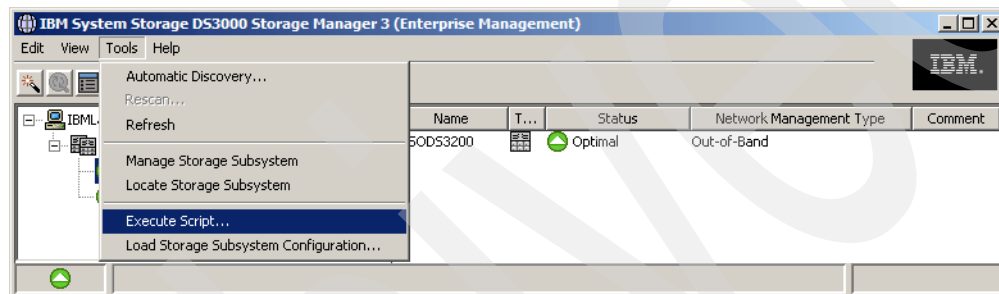 IBM System Storage DS3000 Storage Manager 3 (Enterprise Management)
Edit View Tools Help
IBM.
Automatic Discovery...
Rescan...
Refresh
Manage Storage Subsystem
Locate Storage Subsystem
Execute Script...
Load Storage Subsystem Configuration...
IBML
Name T... Status Network Management Type Comment
SODS3200 Optimal Out-of-Band